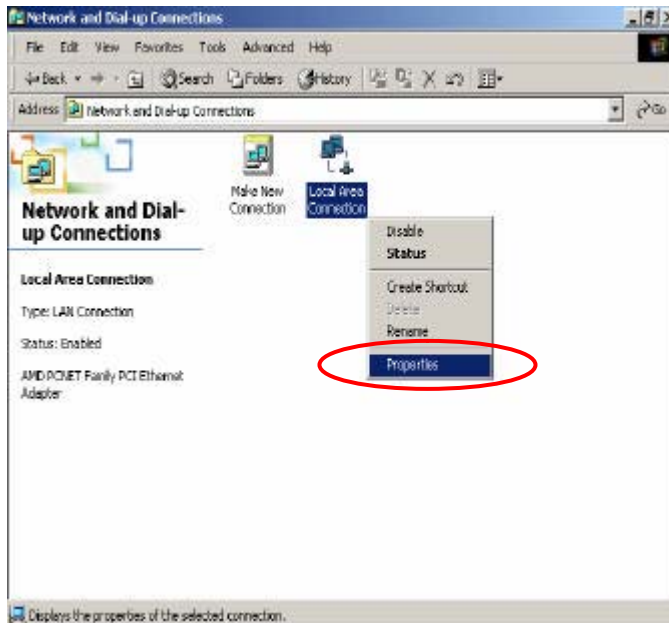 Network and Dial-up Connections
File Edit View Favorites Tools Advanced Help
Back Search Folders History
Address Network and Dial-up Connections Go
Make New
Connection
Local Area
Connection
Network and Dial-
up Connections
Local Area Connection
Type: LAN Connection
Status: Enabled
AMD PCNET Family PCI Ethernet
Adapter
Disable
Status
Create Shortcut
Delete
Rename
Properties
Displays the properties of the selected connection.